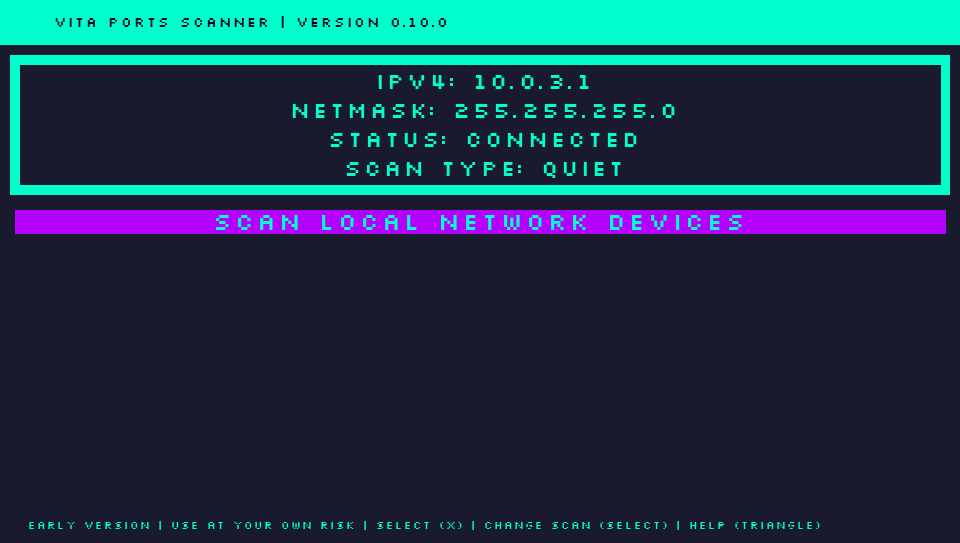 VITA PORTS SCANNER | VERSION 0.10.0
IPV4: 10.0.3.1
NETMASK: 255.255.255.0
STATUS: CONNECTED
SCAN TYPE: QUIET
SCAN LOCAL NETWORK DEVICES
EARLY VERSION | USE AT YOUR OWN RISK | SELECT (X) | CHANGE SCAN (SELECT) | HELP (TRIANGLE)